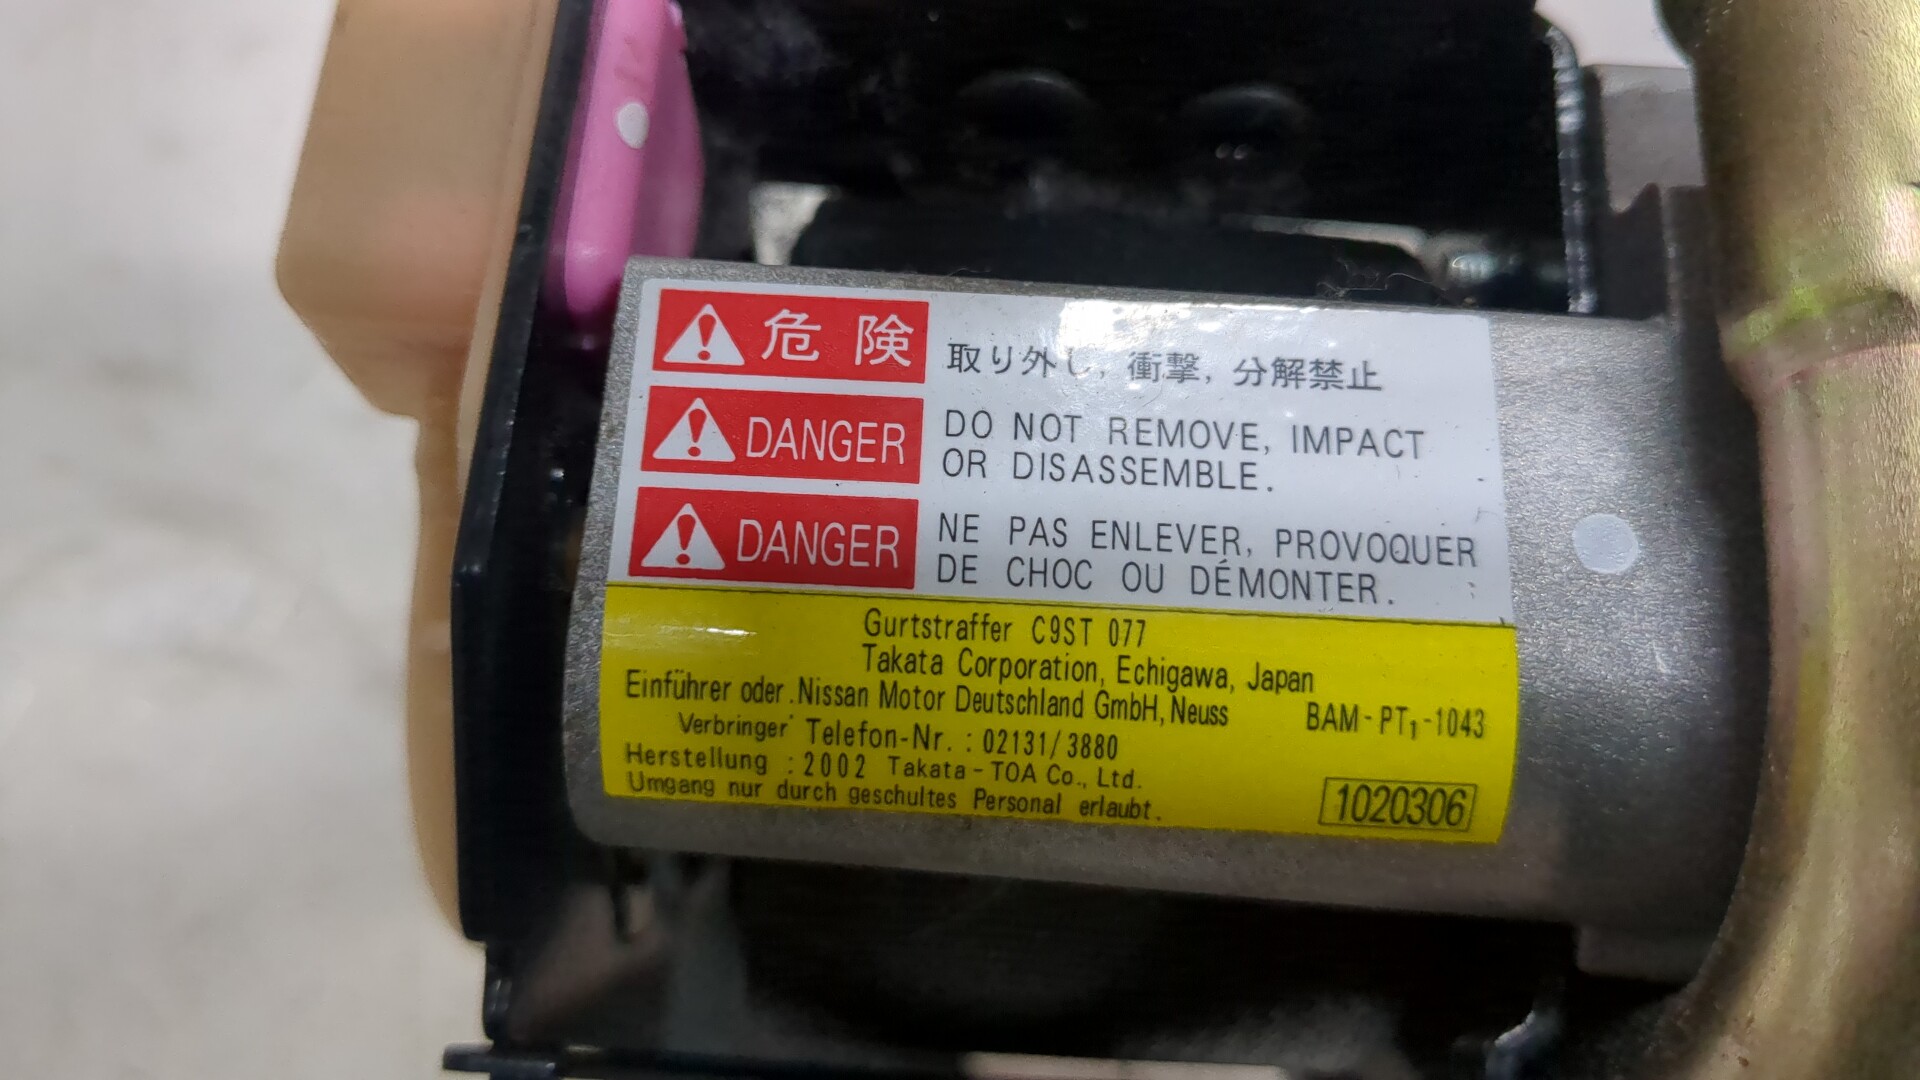 危険 取り外し, 衝撃, 分解禁止
DANGER DO NOT REMOVE, IMPACT
OR DISASSEMBLE.
DANGER NE PAS ENLEVER, PROVOQUER
DE CHOC OU DÉMONTER.
Gurtstraffer C9ST 077
Takata Corporation, Echigawa, Japan
Einführer oder Nissan Motor Deutschland GmbH, Neuss BAM-PT₁-1043
Verbringer Telefon-Nr. : 02131/3880
Herstellung : 2002 Takata-TOA Co., Ltd.
Umgang nur durch geschultes Personal erlaubt. 1020306